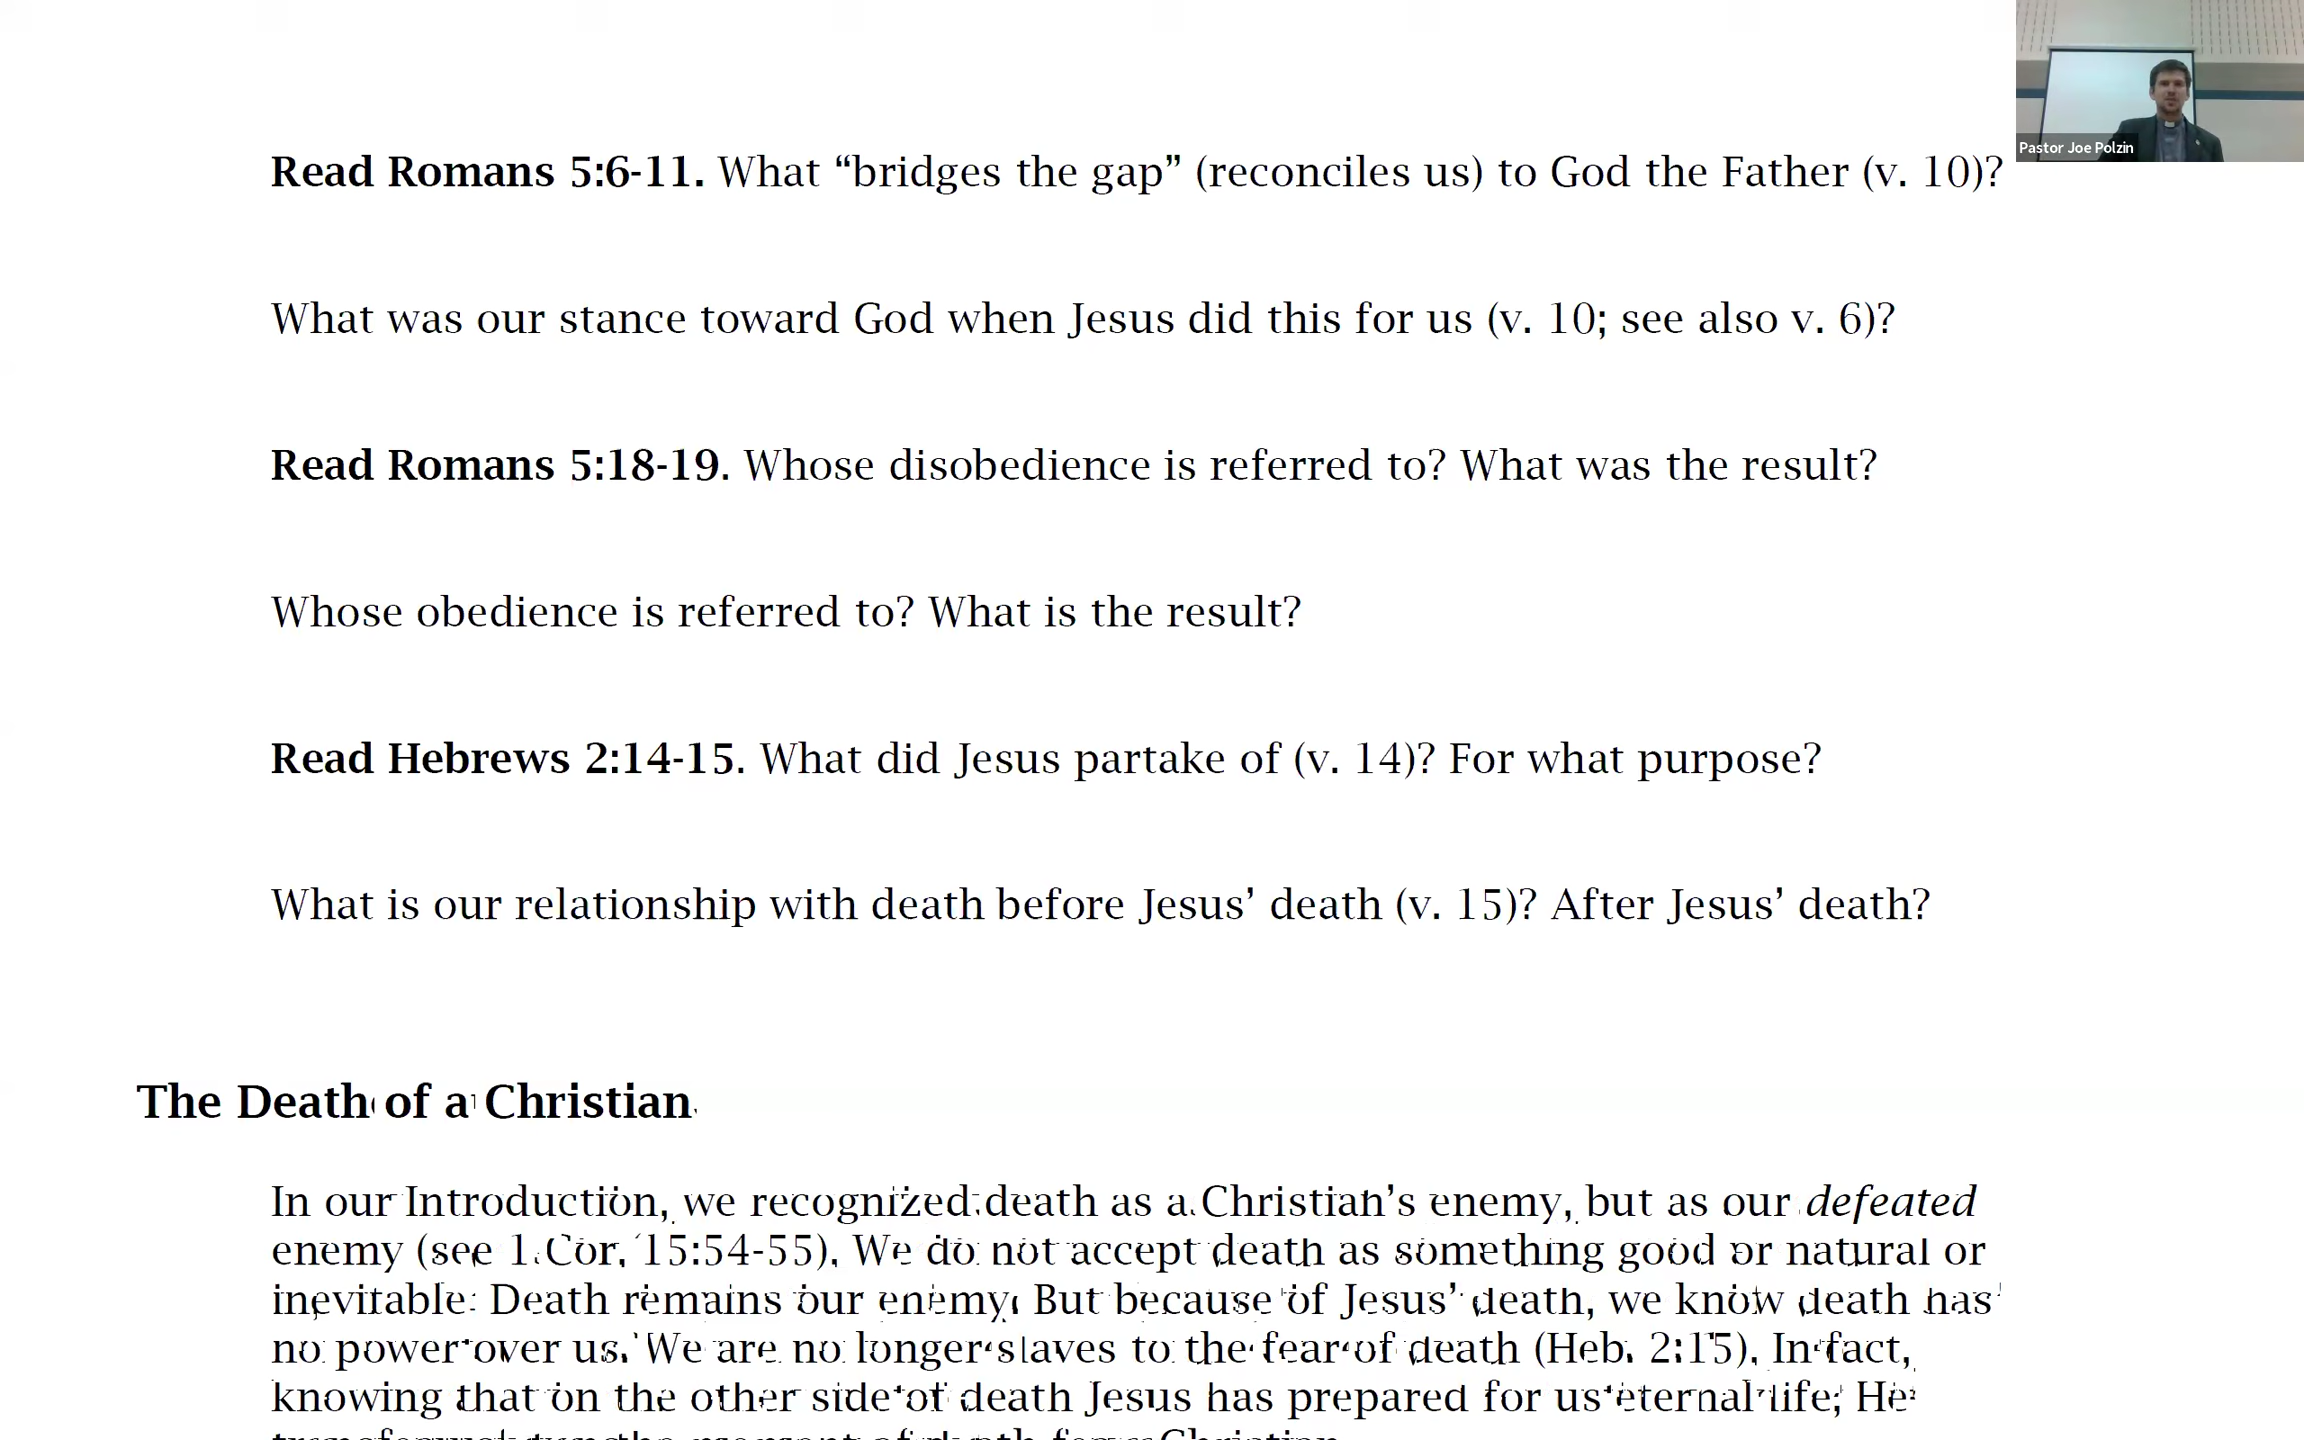 Pastor Joe Polzin
Read Romans 5:6-11. What “bridges the gap” (reconciles us) to God the Father (v. 10)?
What was our stance toward God when Jesus did this for us (v. 10; see also v. 6)?
Read Romans 5:18-19. Whose disobedience is referred to? What was the result?
Whose obedience is referred to? What is the result?
Read Hebrews 2:14-15. What did Jesus partake of (v. 14)? For what purpose?
What is our relationship with death before Jesus’ death (v. 15)? After Jesus’ death?
The Death of a Christian
In our Introduction, we recognized death as a Christian’s enemy, but as our defeated
enemy (see 1 Cor. 15:54-55). We do not accept death as something good or natural or
inevitable. Death remains our enemy. But because of Jesus’ death, we know death has
no power over us. We are no longer slaves to the fear of death (Heb. 2:15). In fact,
knowing that on the other side of death Jesus has prepared for us eternal life, He
the moment of death for Christian